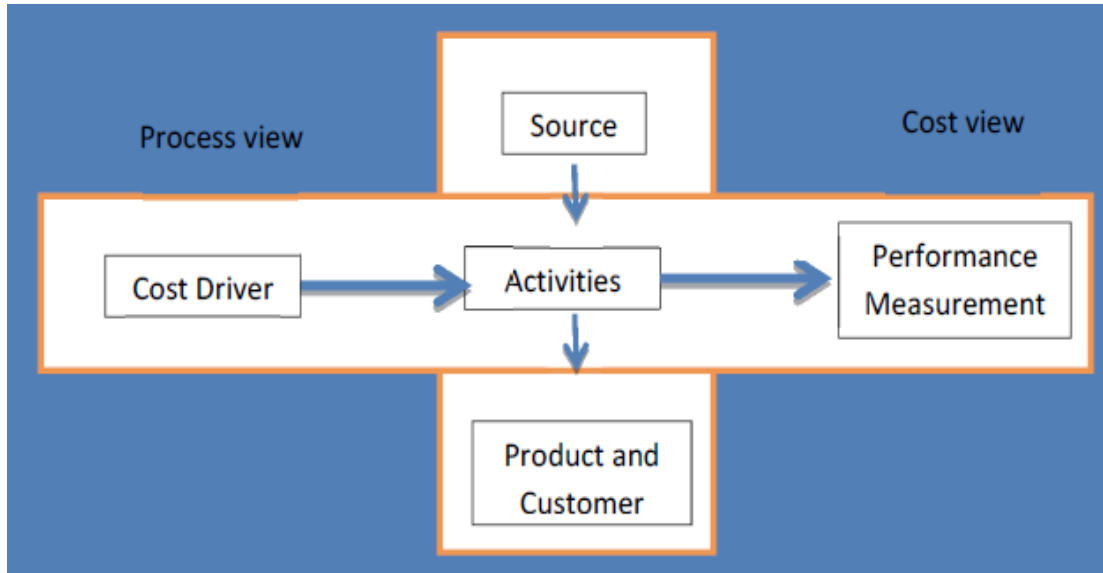 Source
Process view
Cost view
Cost Driver
Activities
Performance
Measurement
Product and
Customer